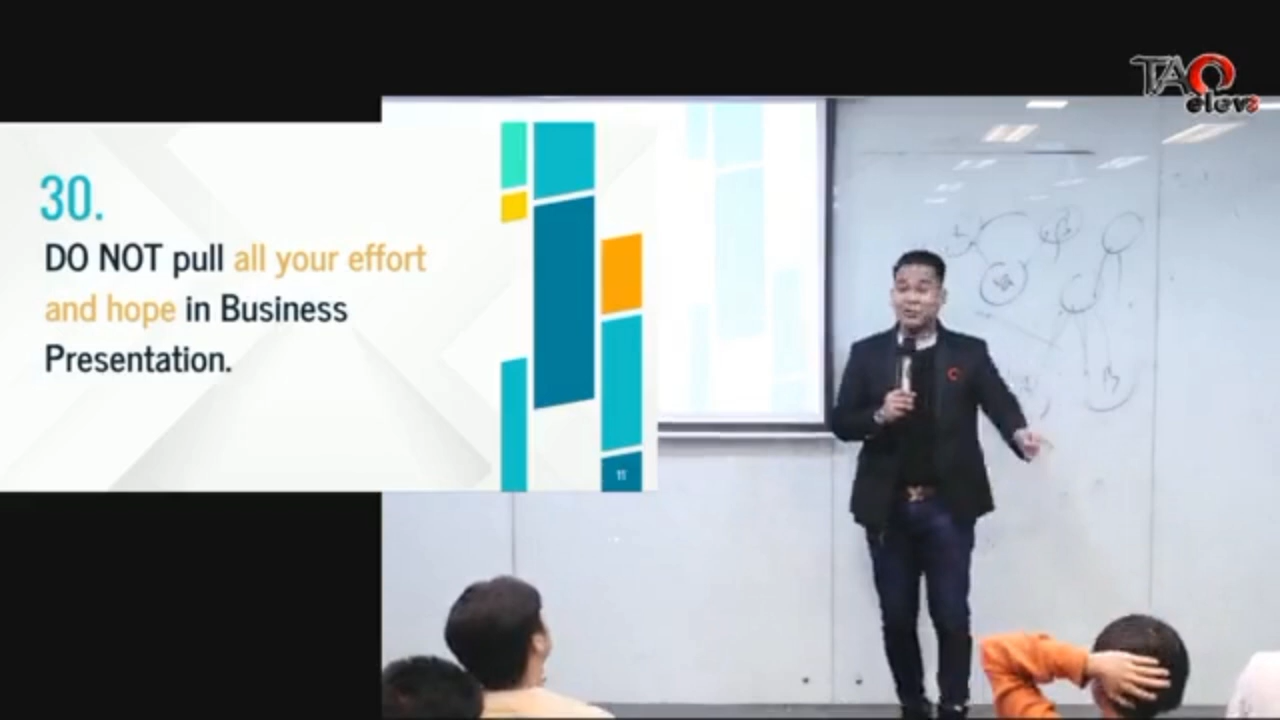 30.
DO NOT pull all your effort
and hope in Business
Presentation.
11
TAO
eleve